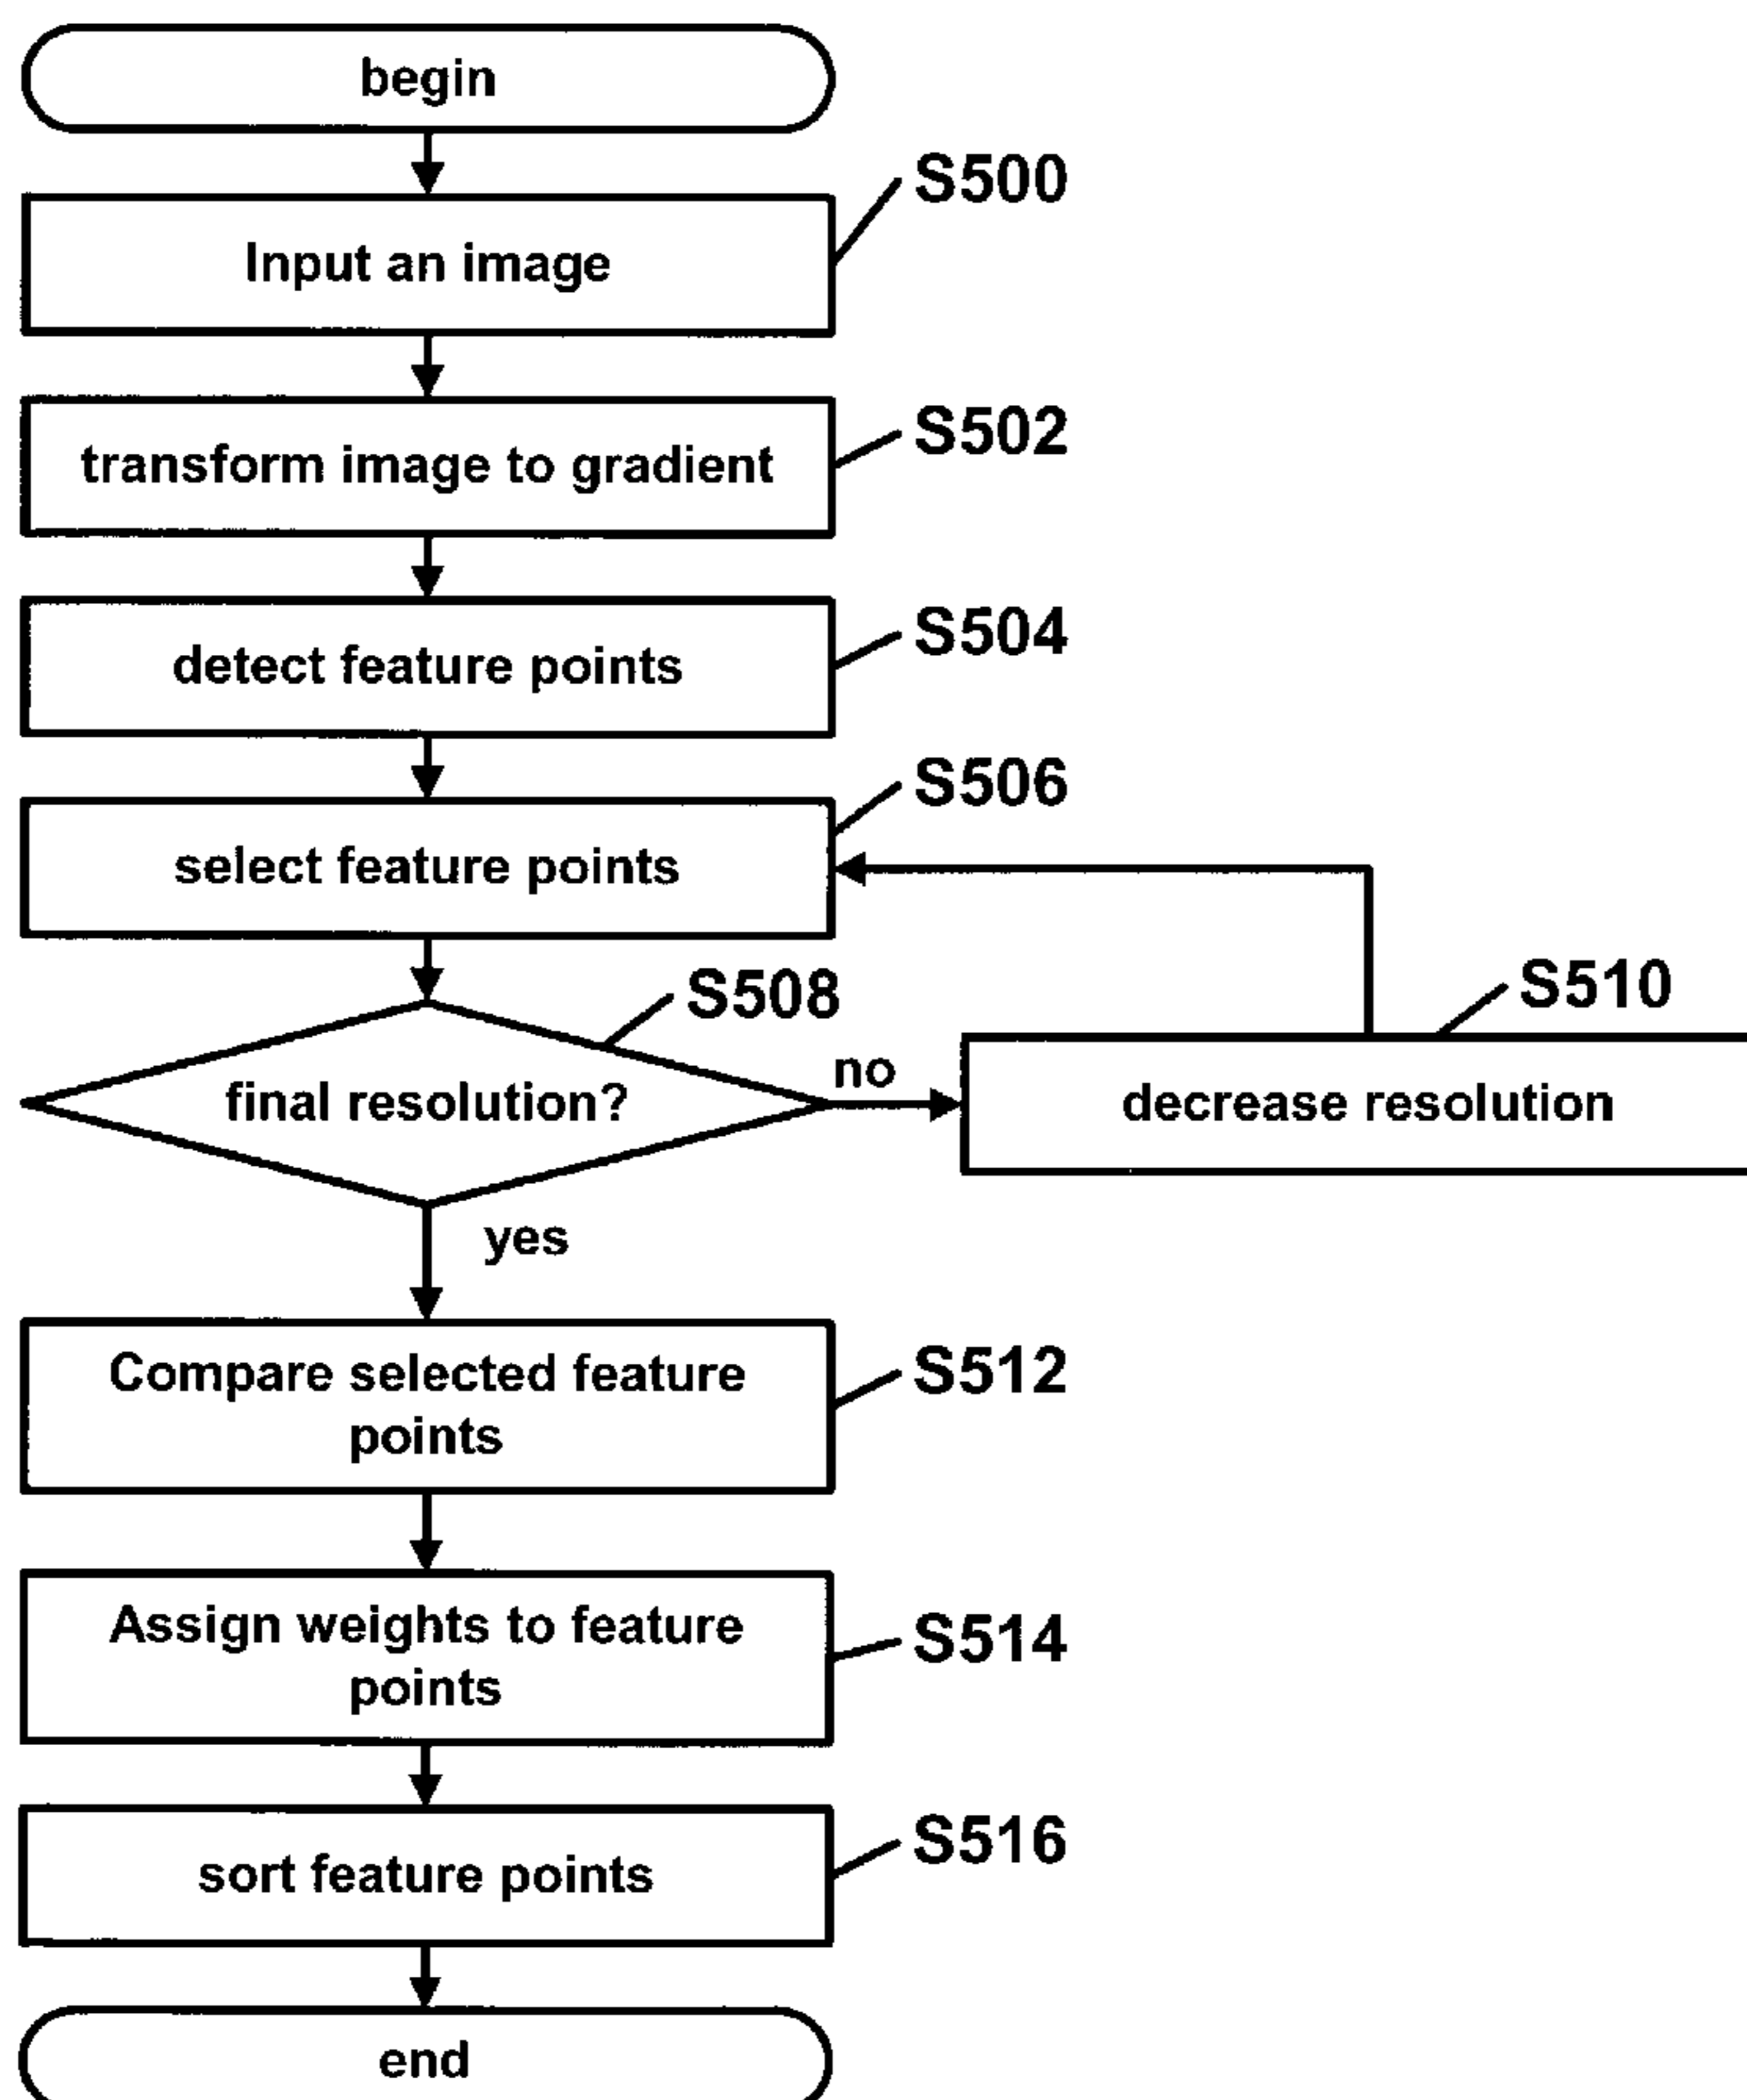 begin
S500
Input an image
S502
transform image to gradient
S504
detect feature points
S506
select feature points
S508
final resolution?
no
S510
decrease resolution
yes
Compare selected feature
points
S512
Assign weights to feature
points
S514
S516
sort feature points
end